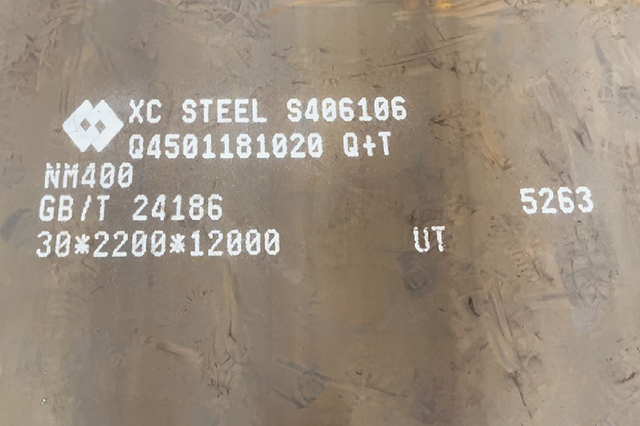 XC STEEL S406106
Q4501181020 Q+T
NM400
GB/T 24186
5263
30*2200*12000 UT